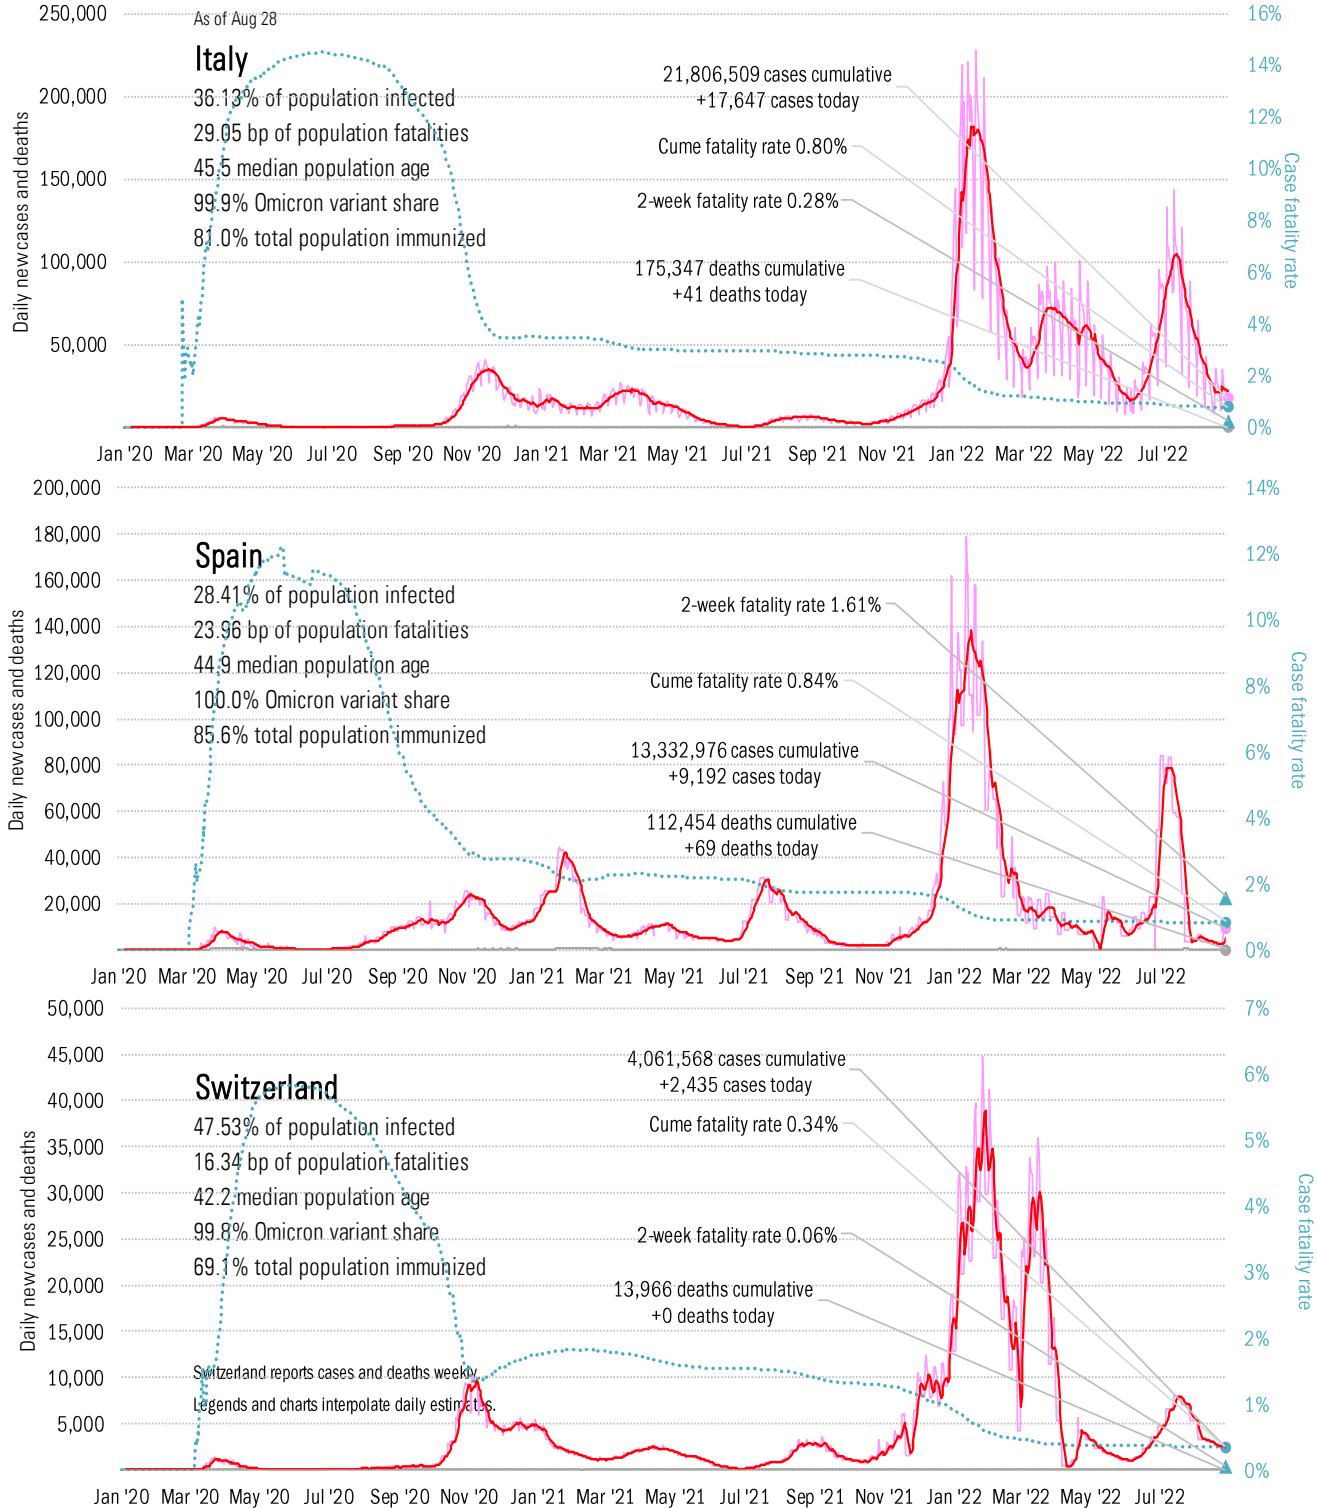 250,000
As of Aug 28
16%
Italy
14%
21,806,509 cases cumulative
+17,647 cases today
36.13% of population infected
200,000
12%
29.05 bp of population fatalities
Cume fatality rate 0.80%
45.5 median population age
10%
150,000
99.9% Omicron variant share
2-week fatality rate 0.28%
8%
81.0% total population immunized
100,000
175,347 deaths cumulative
+41 deaths today
6%
4%
50,000
2%
0%
Daily new cases and deaths
Case fatality rate
Jan '20 Mar '20 May '20 Jul '20 Sep '20 Nov '20 Jan '21 Mar '21 May '21 Jul '21 Sep '21 Nov '21 Jan '22 Mar '22 May '22 Jul '22
200,000
14%
180,000
Spain
12%
160,000
28.41% of population infected
2-week fatality rate 1.61%
140,000
23.96 bp of population fatalities
10%
44.9 median population age
120,000
Cume fatality rate 0.84%
8%
100.0% Omicron variant share
100,000
85.6% total population immunized
13,332,976 cases cumulative
+9,192 cases today
6%
80,000
60,000
112,454 deaths cumulative
+69 deaths today
4%
40,000
2%
20,000
0%
Daily new cases and deaths
Case fatality rate
Jan '20 Mar '20 May '20 Jul '20 Sep '20 Nov '20 Jan '21 Mar '21 May '21 Jul '21 Sep '21 Nov '21 Jan '22 Mar '22 May '22 Jul '22
50,000
7%
45,000
4,061,568 cases cumulative
+2,435 cases today
6%
Switzerland
40,000
47.53% of population infected
Cume fatality rate 0.34%
5%
35,000
16.34 bp of population fatalities
42.2 median population age
30,000
4%
99.8% Omicron variant share
2-week fatality rate 0.06%
25,000
69.1% total population immunized
3%
20,000
13,966 deaths cumulative
+0 deaths today
15,000
2%
Switzerland reports cases and deaths weekly.
10,000
Legends and charts interpolate daily estimates.
1%
5,000
0%
Daily new cases and deaths
Case fatality rate
Jan '20 Mar '20 May '20 Jul '20 Sep '20 Nov '20 Jan '21 Mar '21 May '21 Jul '21 Sep '21 Nov '21 Jan '22 Mar '22 May '22 Jul '22